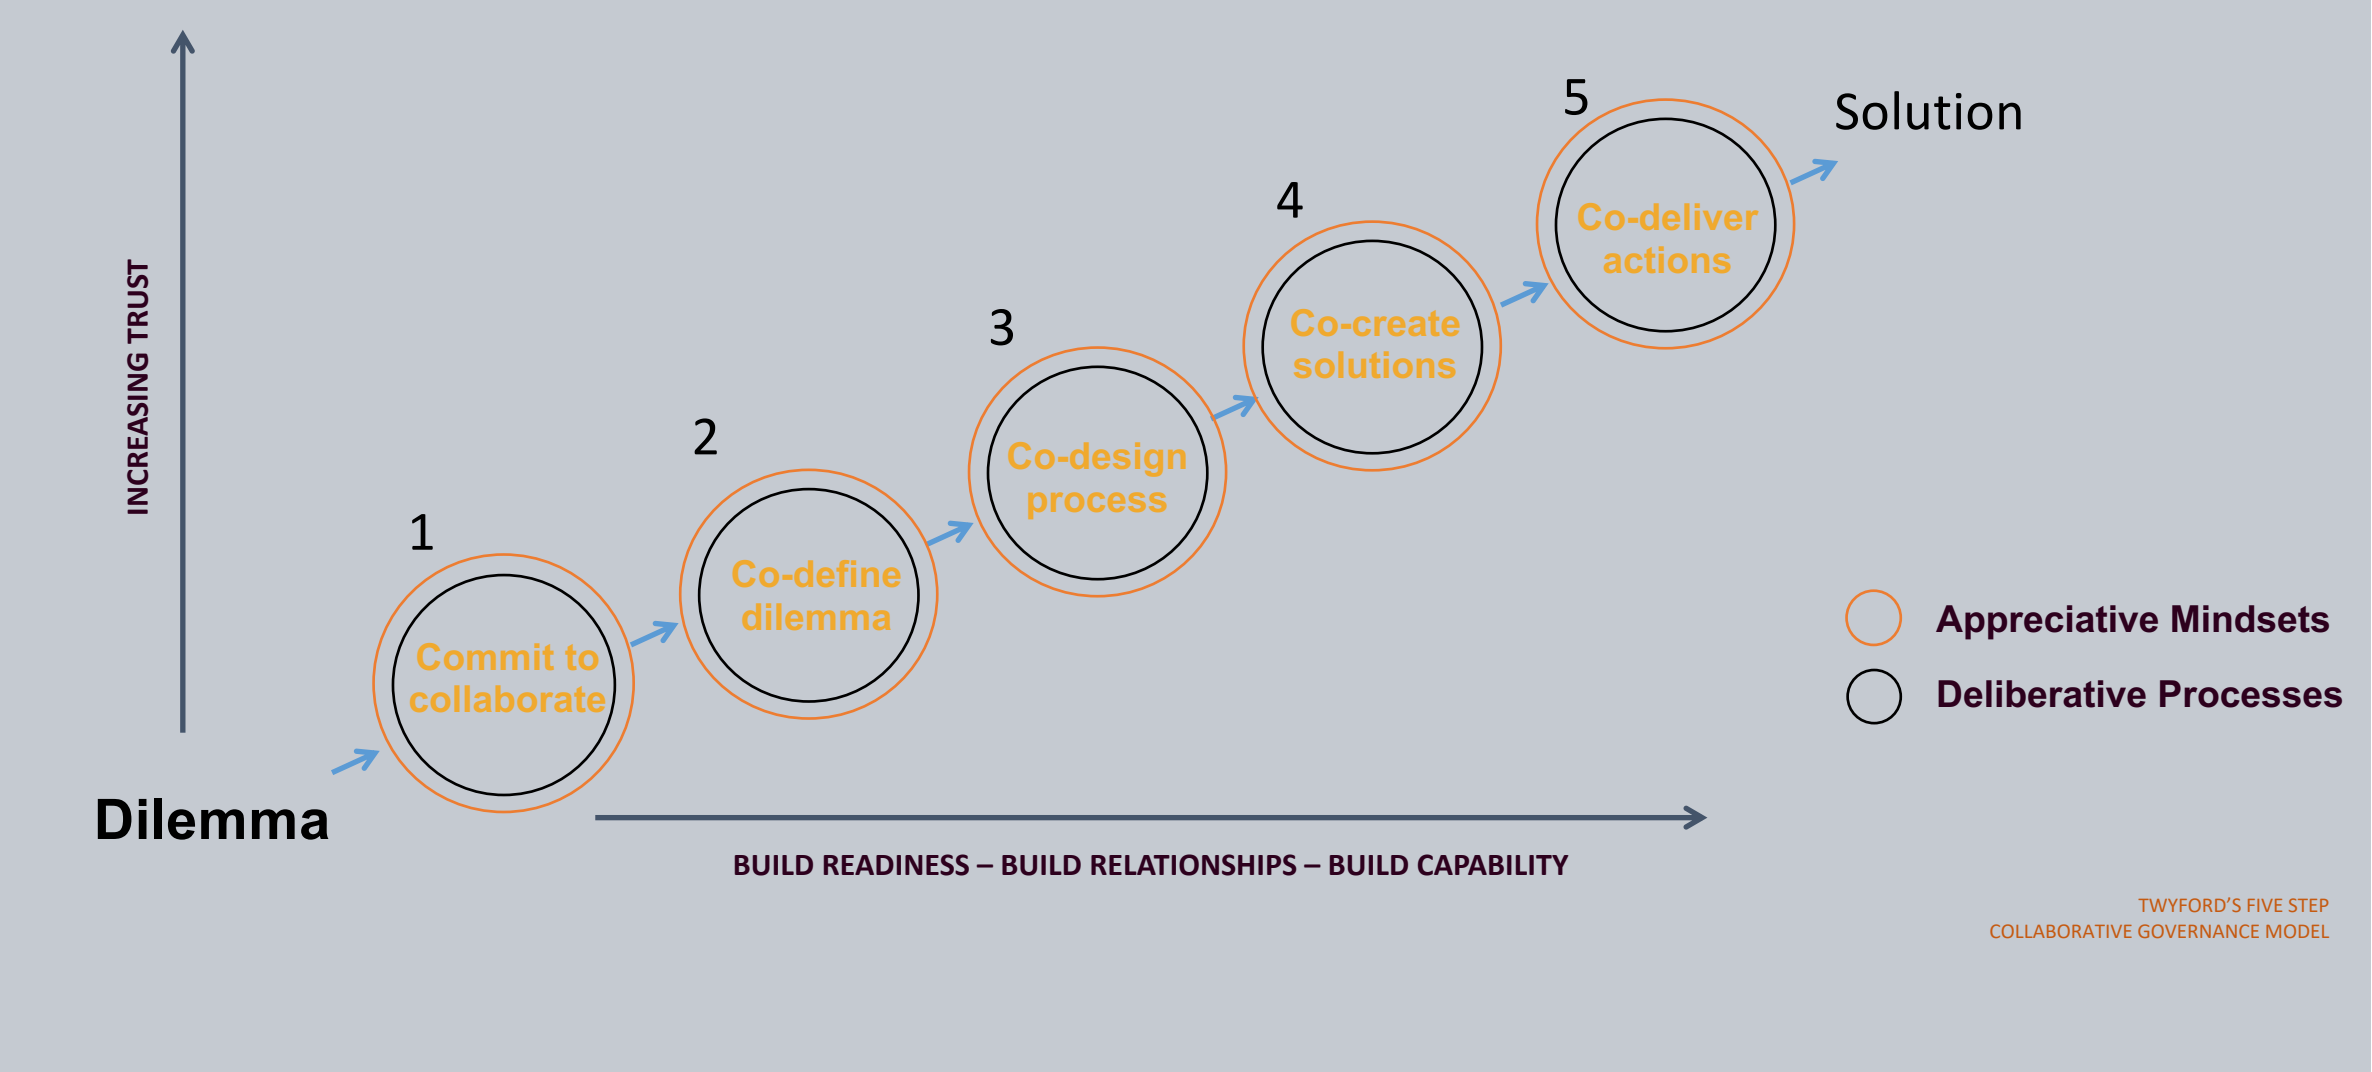 5
Solution
Co-deliver
actions
4
Co-create
solutions
INCREASING TRUST
3
Co-design
process
2
Co-define
dilemma
1
Commit to
collaborate
Appreciative Mindsets
Deliberative Processes
Dilemma
BUILD READINESS – BUILD RELATIONSHIPS – BUILD CAPABILITY
TWYFORD’S FIVE STEP
COLLABORATIVE GOVERNANCE MODEL